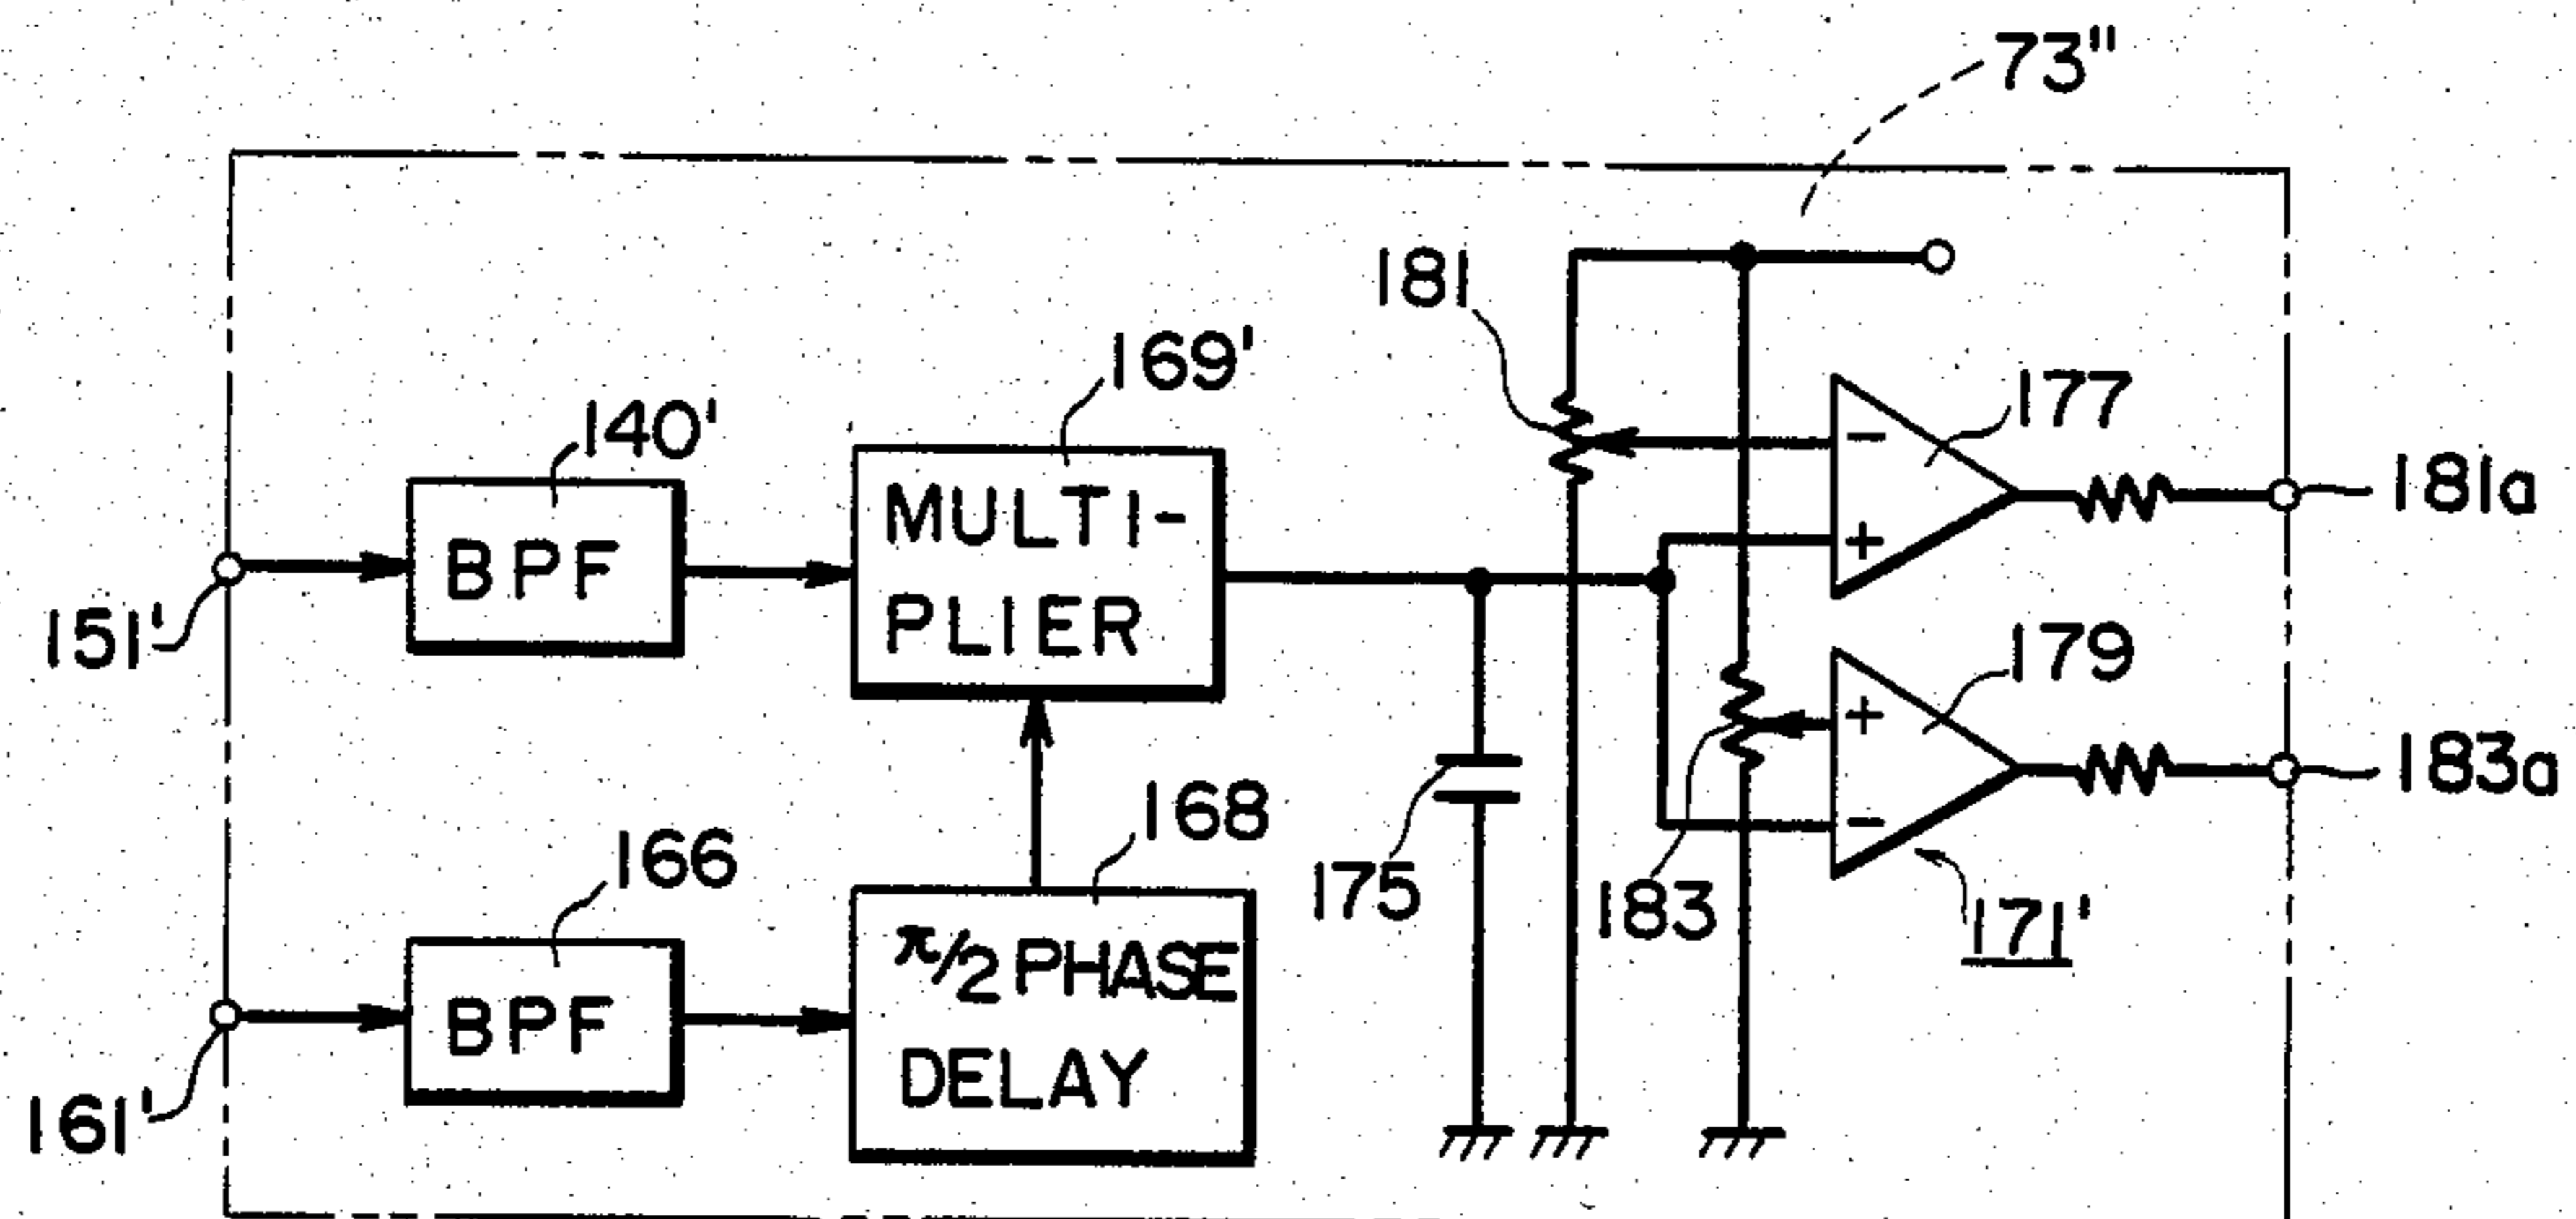 73"
181
169'
177
140'
MULTI-
PLIER
−
+
181a
BPF
151'
179
+
−
183a
168
166
175
183
171'
π/2 PHASE
DELAY
BPF
161'